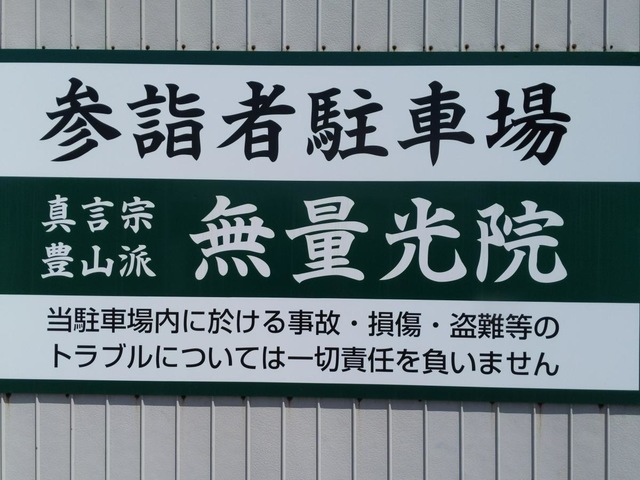 参詣者駐車場
真言宗
豊山派
無量光院
当駐車場内に於ける事故・損傷・盗難等の
トラブルについては一切責任を負いません